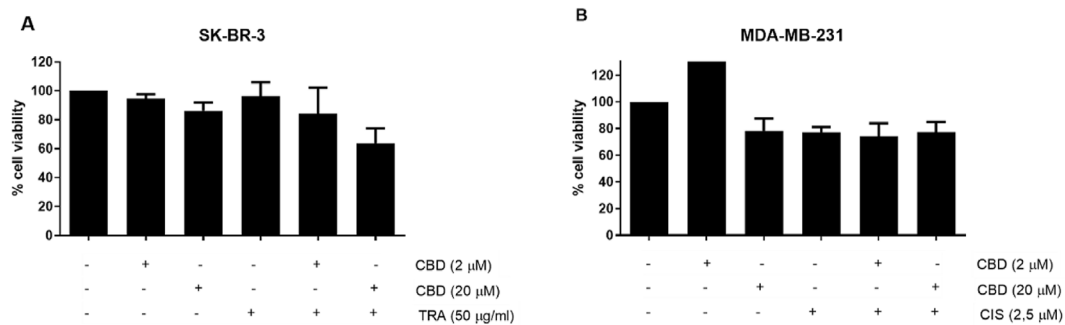 A
SK-BR-3
% cell viability
120
100
80
60
40
20
0
- + - - + - CBD (2 µM)
- - + - - + CBD (20 µM)
- - - + + + TRA (50 µg/ml)
B
MDA-MB-231
% cell viability
120
100
80
60
40
20
0
- + - - + - CBD (2 µM)
- - + - - + CBD (20 µM)
- - - + + + CIS (2,5 µM)